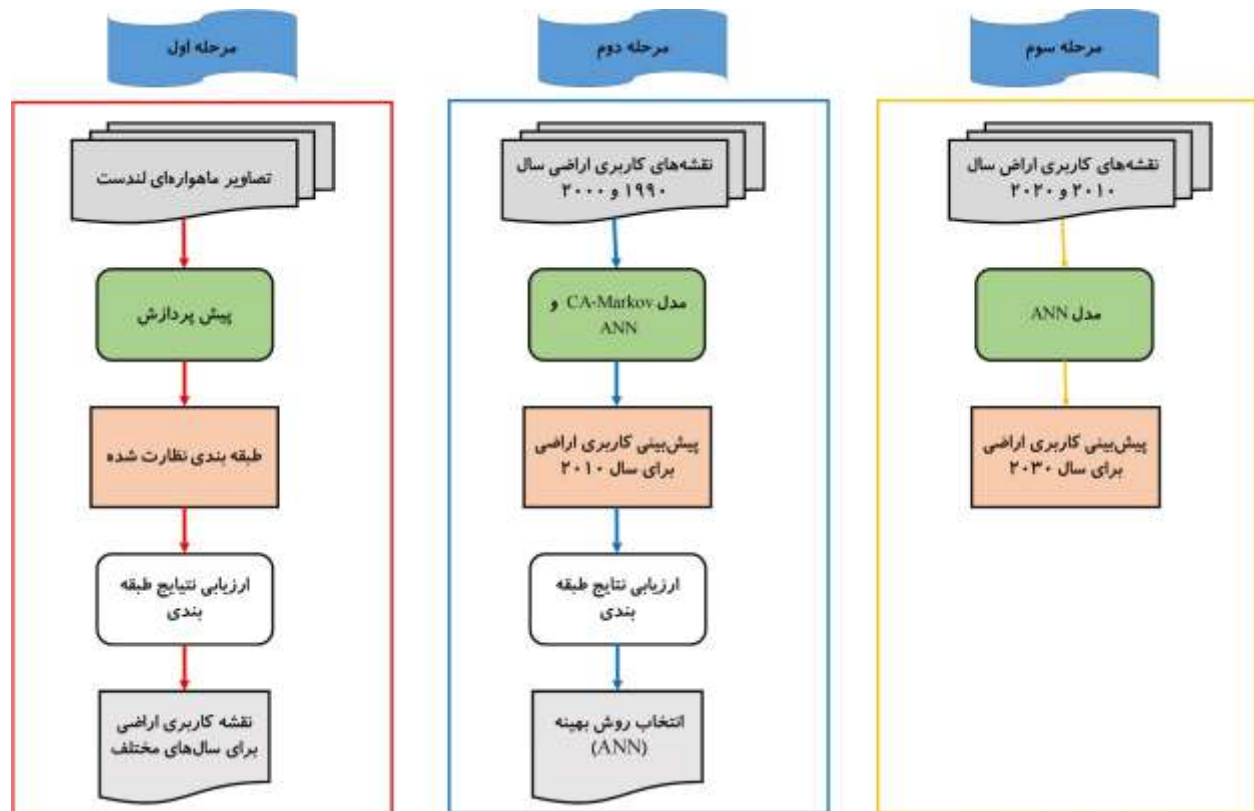 مرحله اول
تصاویر ماهواره‌ای لندست
پیش پردازش
طبقه بندی نظارت شده
ارزیابی نتیایج طبقه
بندی
نقشه کاربری اراضی
برای سال‌های مختلف
مرحله دوم
نقشه‌های کاربری اراضی سال
۱۹۹۰ و ۲۰۰۰
مدل CA-Markov و
ANN
پیش‌بینی کاربری اراضی
برای سال ۲۰۱۰
ارزیابی نتایج طبقه
بندی
انتخاب روش بهینه
(ANN)
مرحله سوم
نقشه‌های کاربری اراض سال
۲۰۱۰ و ۲۰۲۰
مدل ANN
پیش‌بینی کاربری اراضی
برای سال ۲۰۳۰